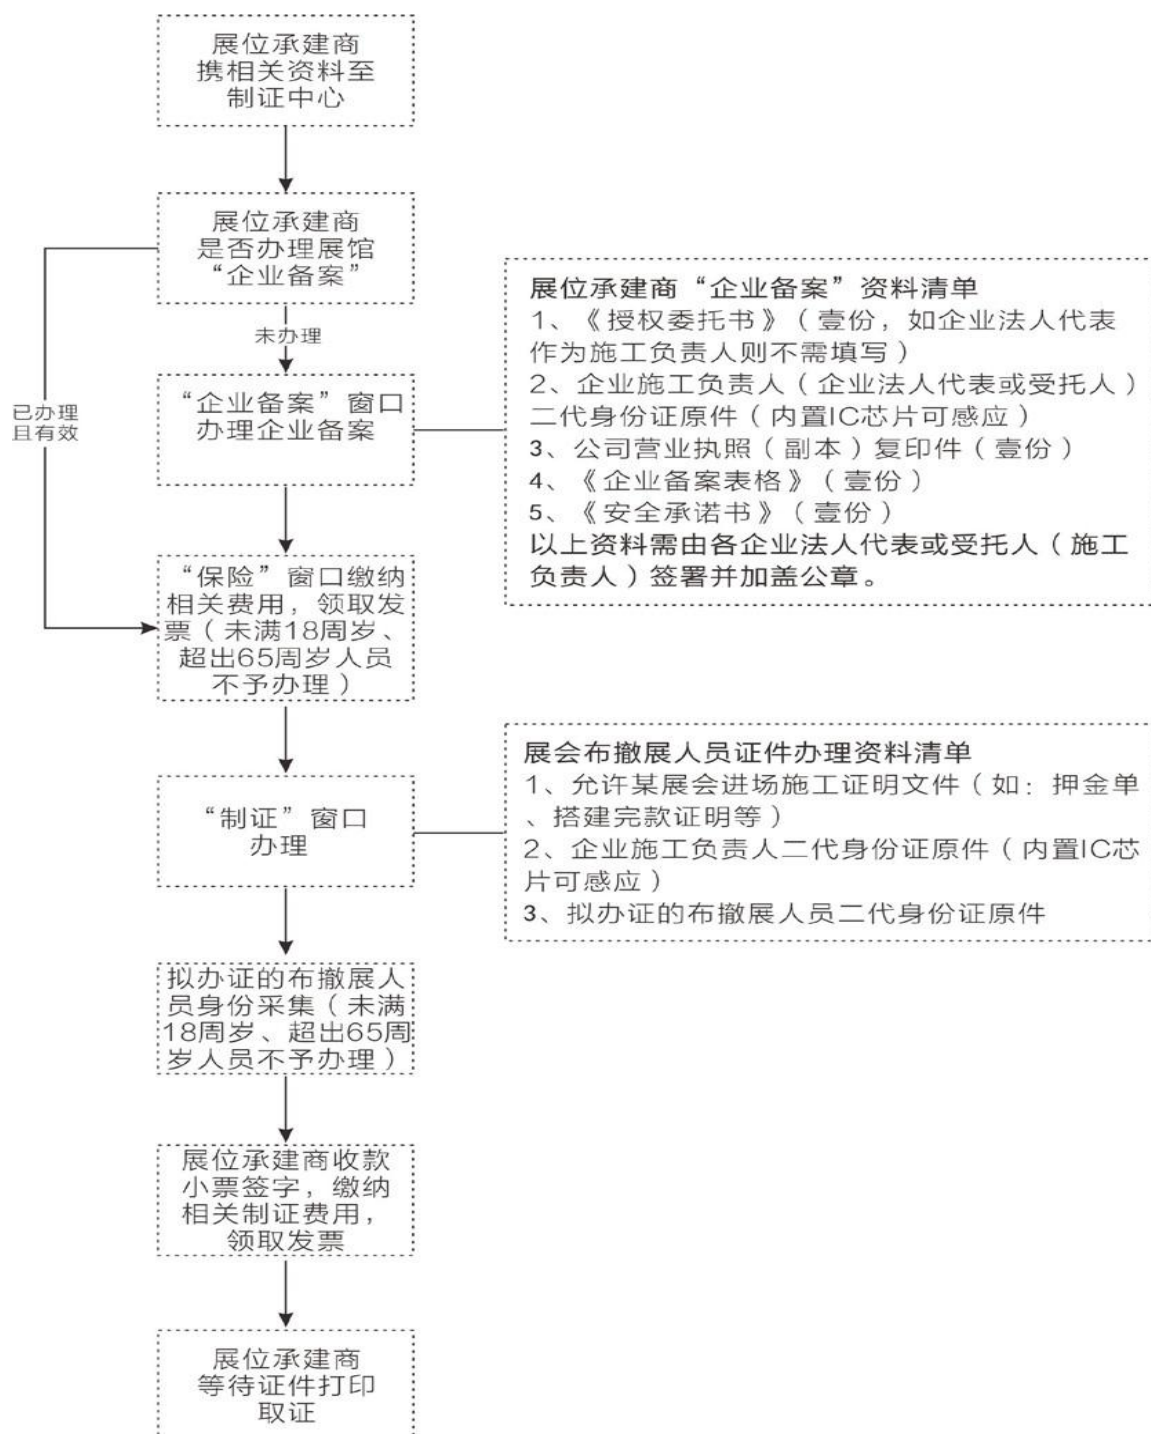 展位承建商
携相关资料至
制证中心
展位承建商
是否办理展馆
“企业备案”
未办理
已办理
且有效
“企业备案”窗口
办理企业备案
展位承建商“企业备案”资料清单
1、《授权委托书》（壹份，如企业法人代表
作为施工负责人则不需填写）
2、企业施工负责人（企业法人代表或受托人）
二代身份证原件（内置IC芯片可感应）
3、公司营业执照（副本）复印件（壹份）
4、《企业备案表格》（壹份）
5、《安全承诺书》（壹份）
以上资料需由各企业法人代表或受托人（施工
负责人）签署并加盖公章。
“保险”窗口缴纳
相关费用，领取发
票（未满18周岁、
超出65周岁人员
不予办理）
“制证”窗口
办理
展会布撤展人员证件办理资料清单
1、允许某展会进场施工证明文件（如：押金单
、搭建完款证明等）
2、企业施工负责人二代身份证原件（内置IC芯
片可感应）
3、拟办证的布撤展人员二代身份证原件
拟办证的布撤展人
员身份采集（未满
18周岁、超出65周
岁人员不予办理）
展位承建商收款
小票签字，缴纳
相关制证费用，
领取发票
展位承建商
等待证件打印
取证